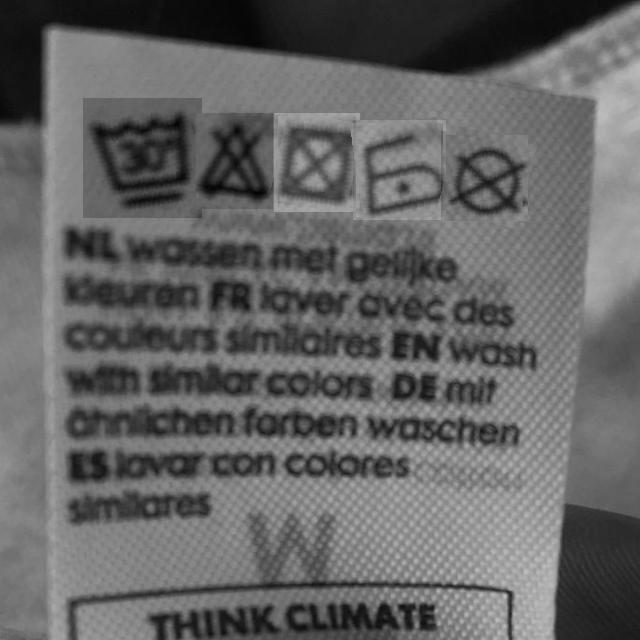 30°
NL wassen met gelijke
kleuren FR laver avec des
couleurs similaires EN wash
with similar colors DE mit
ähnlichen farben waschen
ES lavar con colores
similares
W
THINK CLIMATE